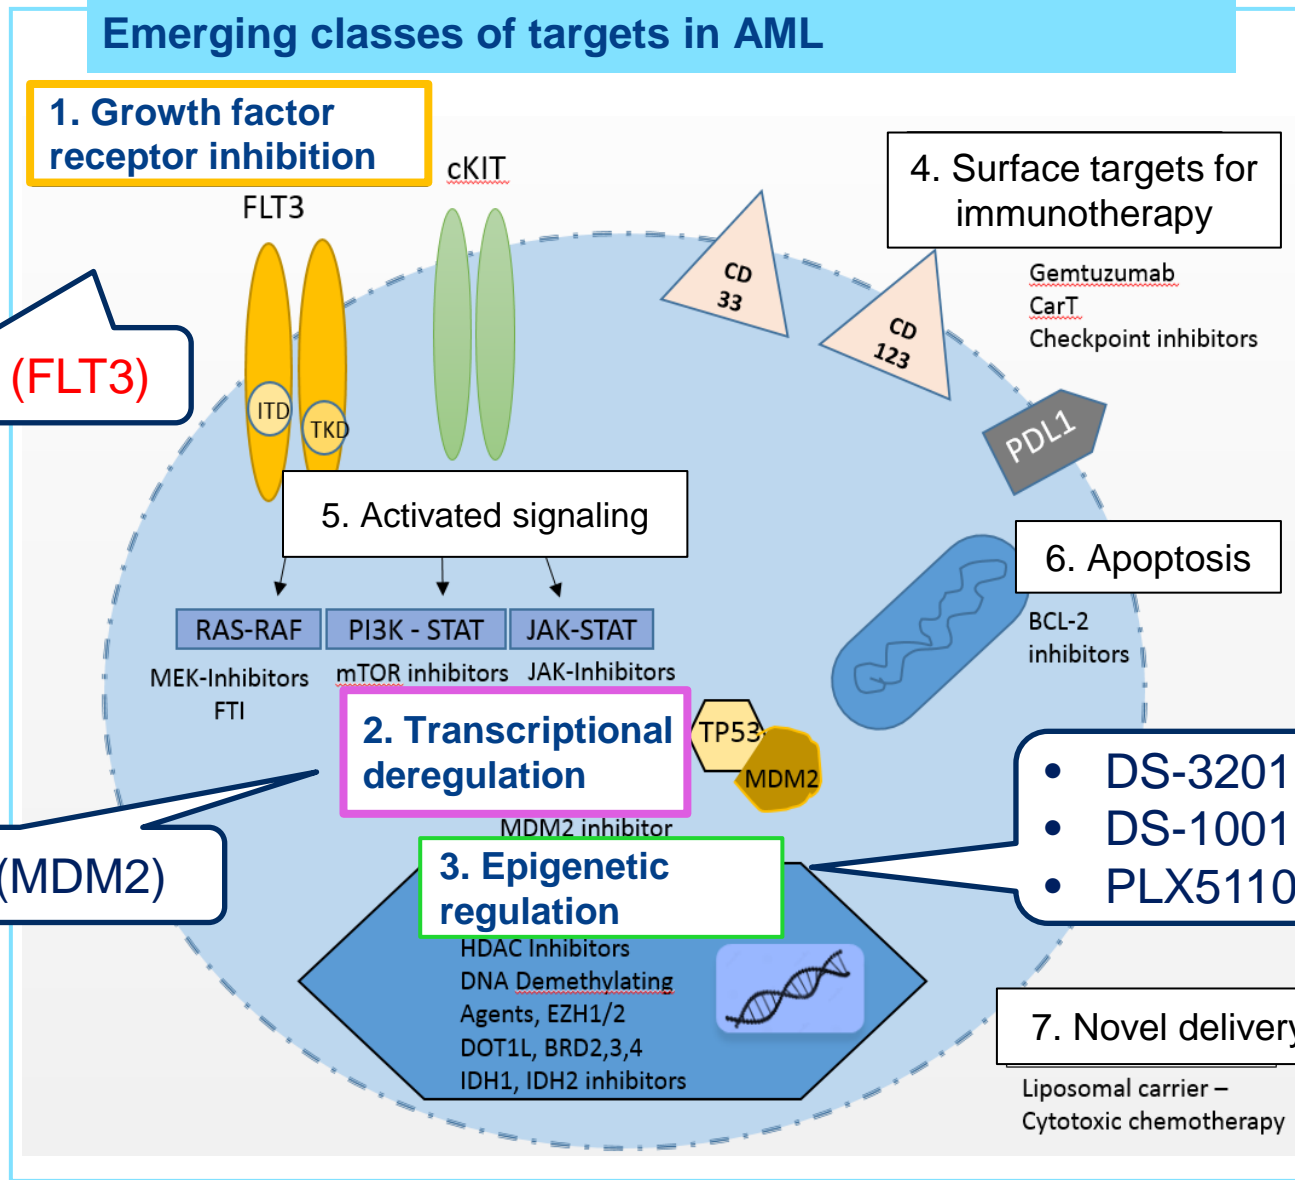 Emerging classes of targets in AML
1. Growth factor
receptor inhibition
cKIT
FLT3
4. Surface targets for
immunotherapy
CD
33
CD
123
Gemtuzumab
CarT
Checkpoint inhibitors
(FLT3)
ITD
TKD
PDL1
5. Activated signaling
6. Apoptosis
BCL-2
inhibitors
RAS-RAF
PI3K - STAT
JAK-STAT
MEK-Inhibitors
FTI
mTOR inhibitors
JAK-Inhibitors
2. Transcriptional
deregulation
TP53
MDM2
MDM2 inhibitor
(MDM2)
• DS-3201
• DS-1001
• PLX5110
3. Epigenetic
regulation
HDAC Inhibitors
DNA Demethylating
Agents, EZH1/2
DOT1L, BRD2,3,4
IDH1, IDH2 inhibitors
7. Novel delivery
Liposomal carrier –
Cytotoxic chemotherapy